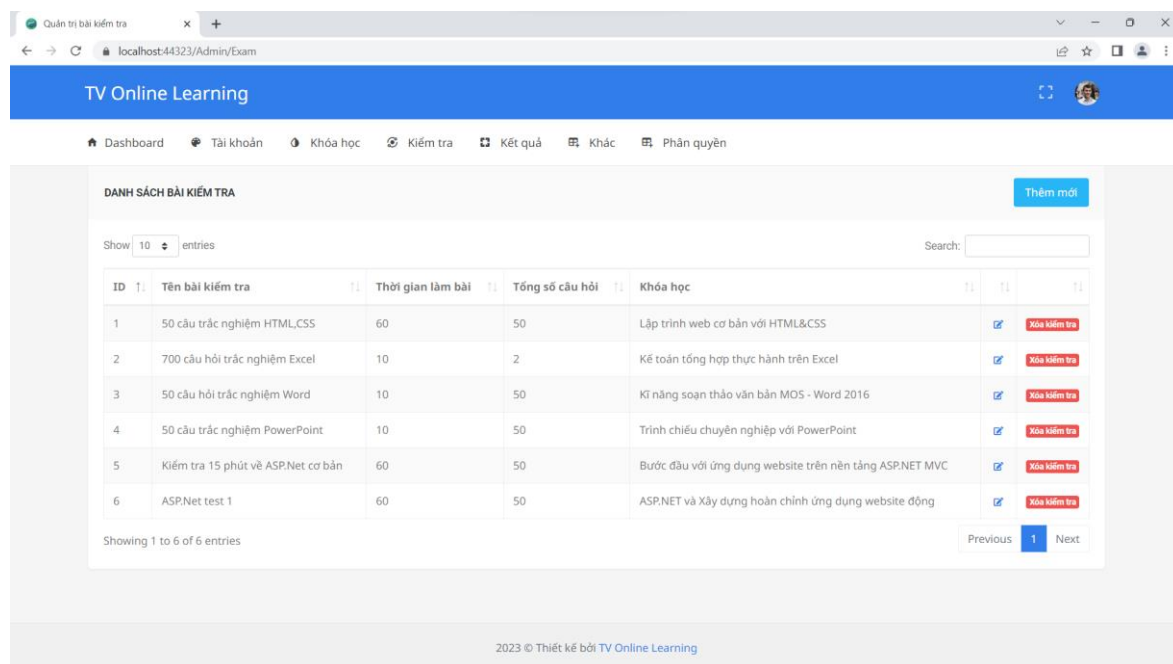 Quản trị bài kiểm tra
localhost:44323/Admin/Exam
TV Online Learning
Dashboard Tài khoản Khóa học Kiểm tra Kết quả Khác Phân quyền
DANH SÁCH BÀI KIỂM TRA Thêm mới
Show 10 entries Search:
ID Tên bài kiểm tra Thời gian làm bài Tổng số câu hỏi Khóa học
1 50 câu trắc nghiệm HTML,CSS 60 50 Lập trình web cơ bản với HTML&CSS Xóa kiểm tra
2 700 câu hỏi trắc nghiệm Excel 10 2 Kế toán tổng hợp thực hành trên Excel Xóa kiểm tra
3 50 câu hỏi trắc nghiệm Word 10 50 Kĩ năng soạn thảo văn bản MOS - Word 2016 Xóa kiểm tra
4 50 câu trắc nghiệm PowerPoint 10 50 Trình chiếu chuyên nghiệp với PowerPoint Xóa kiểm tra
5 Kiểm tra 15 phút về ASP.Net cơ bản 60 50 Bước đầu với ứng dụng website trên nền tảng ASP.NET MVC Xóa kiểm tra
6 ASP.Net test 1 60 50 ASP.NET và Xây dựng hoàn chỉnh ứng dụng website động Xóa kiểm tra
Showing 1 to 6 of 6 entries Previous 1 Next
2023 © Thiết kế bởi TV Online Learning